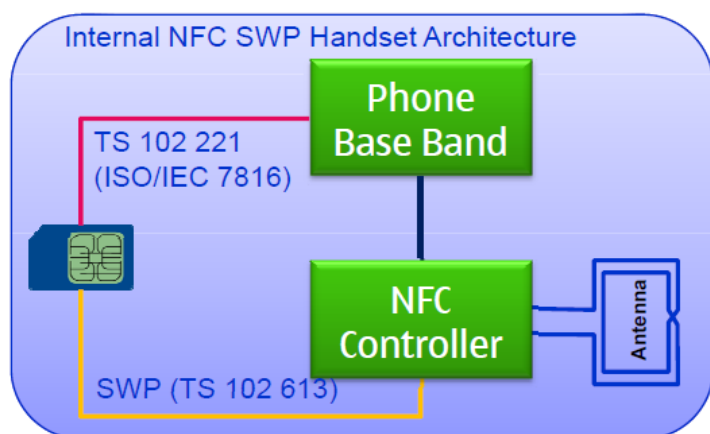 Internal NFC SWP Handset Architecture
Phone
Base Band
TS 102 221
(ISO/IEC 7816)
NFC
Controller
Antenna
SWP (TS 102 613)